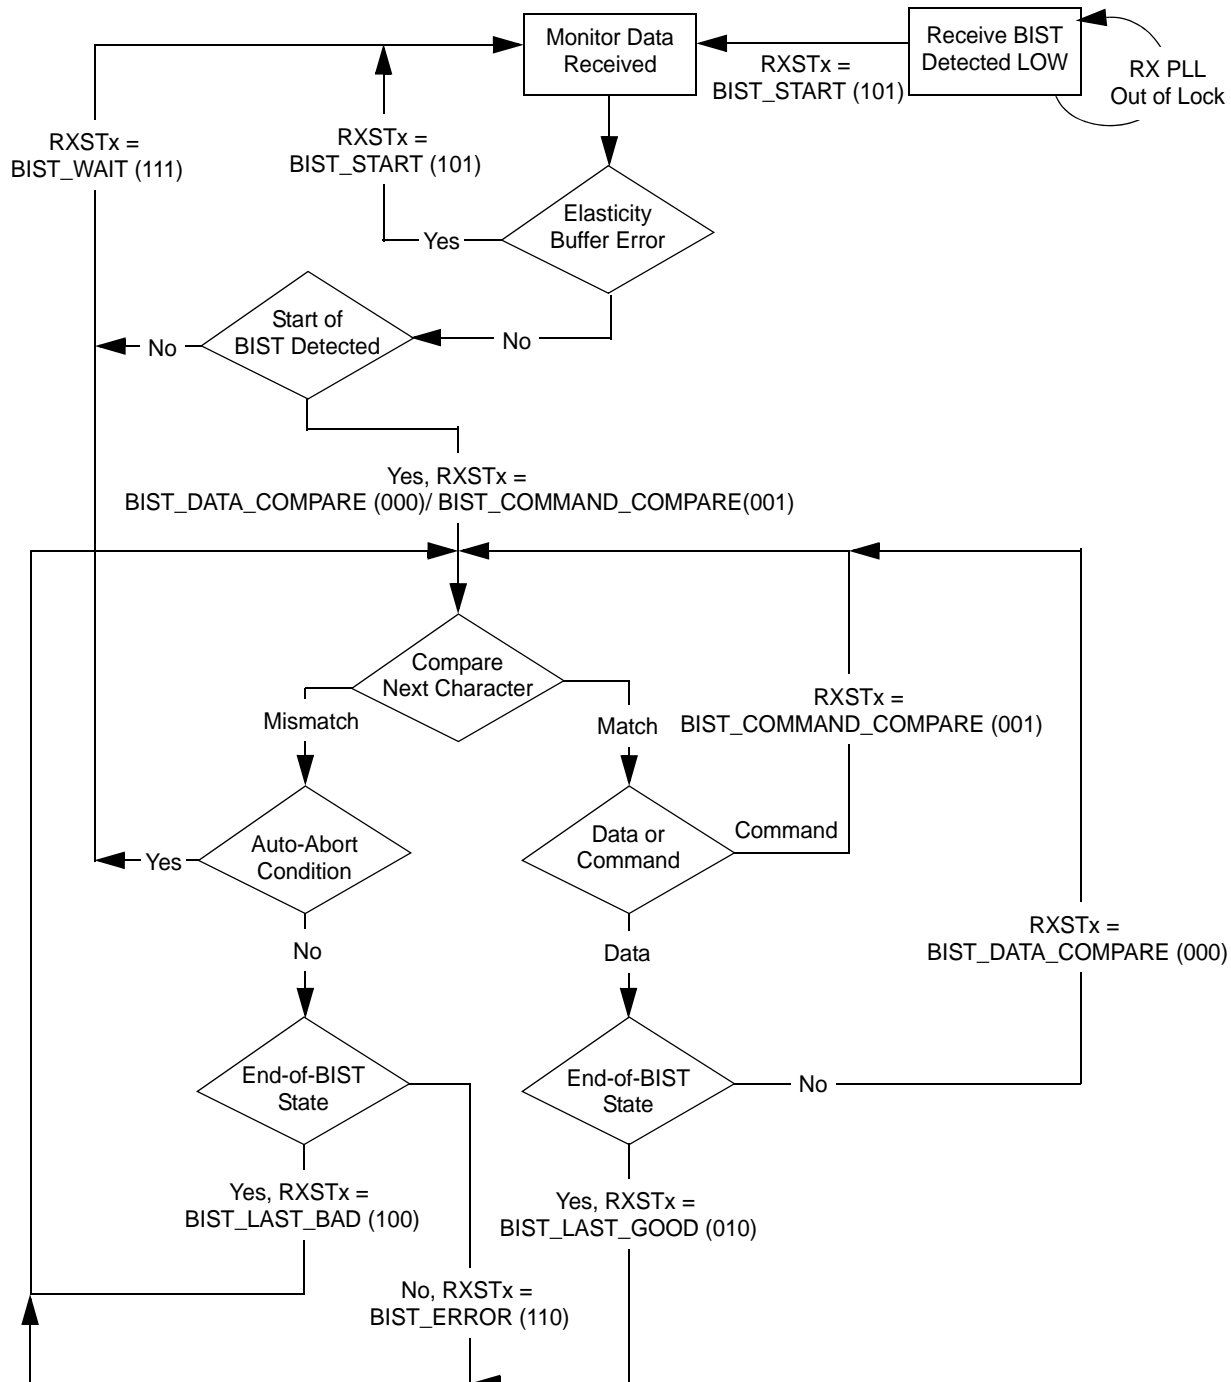 Monitor Data
Received
Receive BIST
Detected LOW
RX PLL
Out of Lock
RXSTx =
BIST_START (101)
RXSTx =
BIST_WAIT (111)
RXSTx =
BIST_START (101)
Elasticity
Buffer Error
Yes
Start of
BIST Detected
No
No
Yes, RXSTx =
BIST_DATA_COMPARE (000)/ BIST_COMMAND_COMPARE(001)
Compare
Next Character
RXSTx =
BIST_COMMAND_COMPARE (001)
Mismatch
Match
Auto-Abort
Condition
Yes
Data or
Command
Command
RXSTx =
BIST_DATA_COMPARE (000)
No
Data
End-of-BIST
State
End-of-BIST
State
No
Yes, RXSTx =
BIST_LAST_BAD (100)
Yes, RXSTx =
BIST_LAST_GOOD (010)
No, RXSTx =
BIST_ERROR (110)